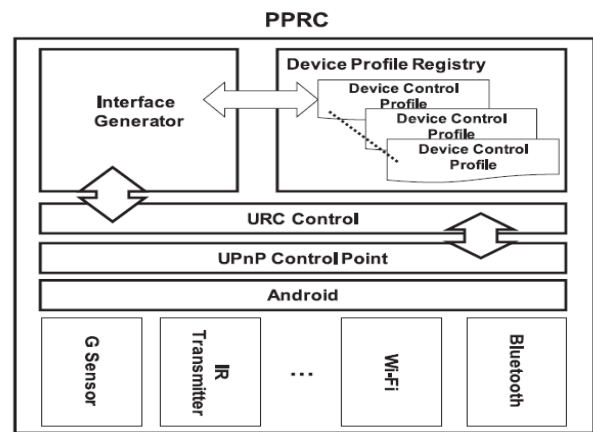 PPRC
Interface
Generator
Device Profile Registry
Device Control
Profile
Device Control
Profile
Device Control
Profile
URC Control
UPnP Control Point
Android
G Sensor
IR
Transmitter
...
Wi-Fi
Bluetooth